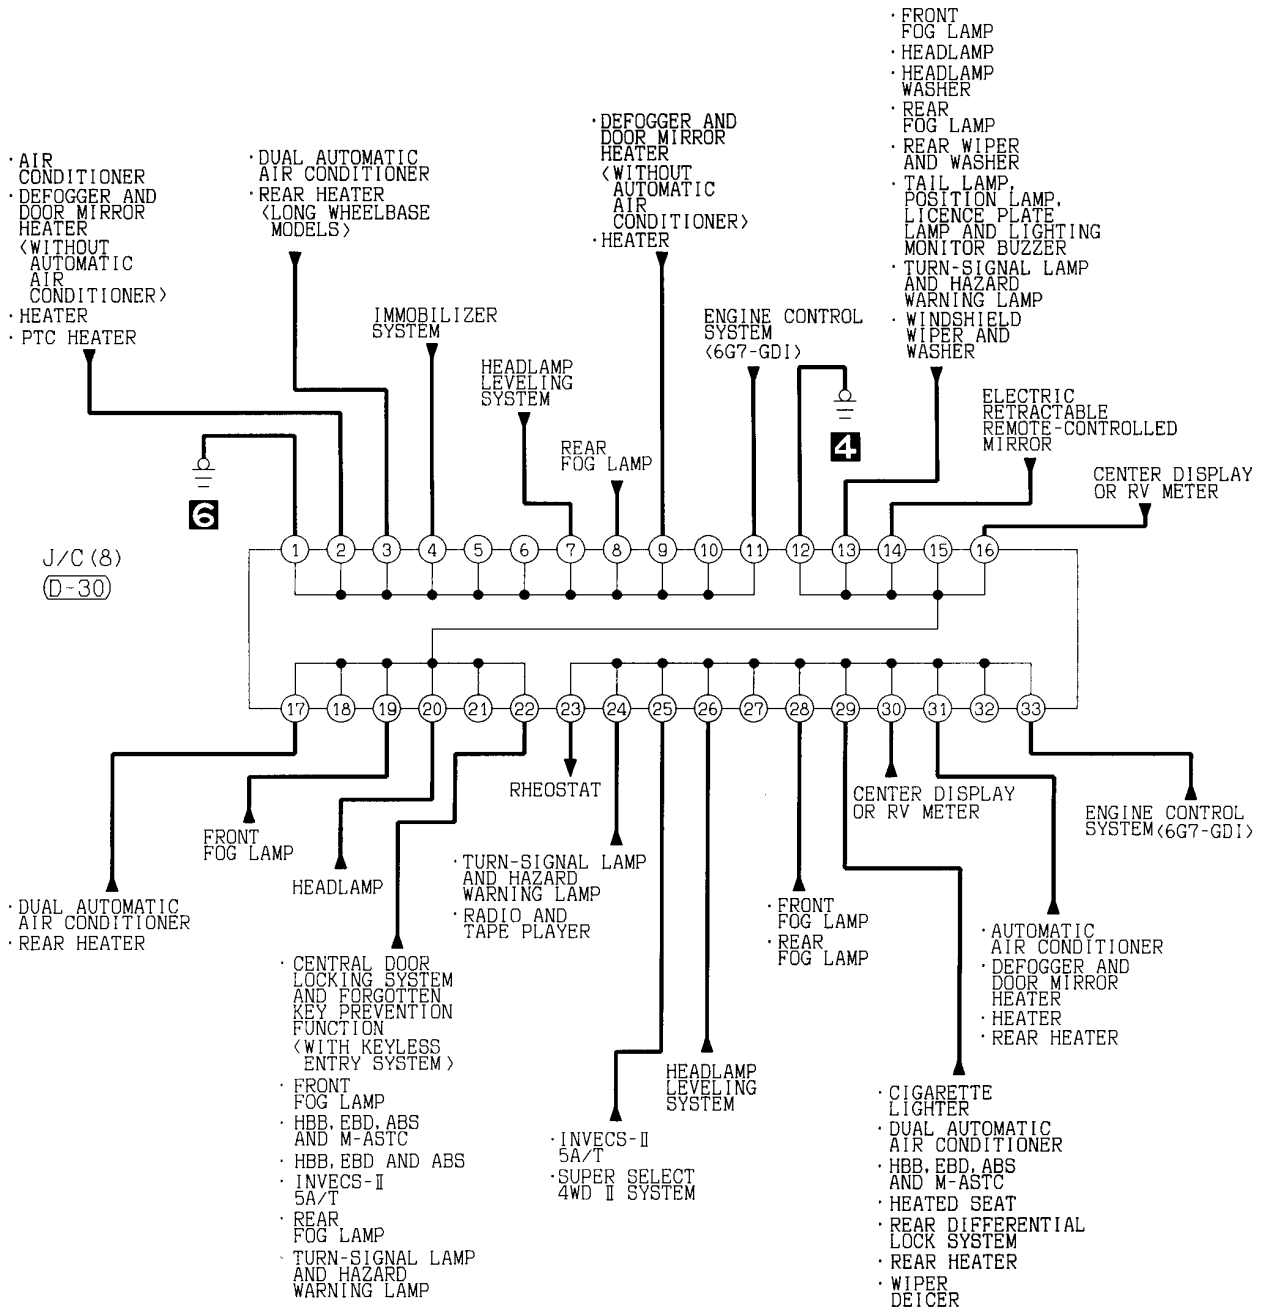 · FRONT
FOG LAMP
· HEADLAMP
· HEADLAMP
WASHER
· REAR
FOG LAMP
· REAR WIPER
AND WASHER
· TAIL LAMP,
POSITION LAMP,
LICENCE PLATE
LAMP AND LIGHTING
MONITOR BUZZER
· TURN-SIGNAL LAMP
AND HAZARD
WARNING LAMP
· WINDSHIELD
WIPER AND
WASHER
· DEFOGGER AND
DOOR MIRROR
HEATER
<WITHOUT
AUTOMATIC
AIR
CONDITIONER>
· HEATER
· AIR
CONDITIONER
· DEFOGGER AND
DOOR MIRROR
HEATER
<WITHOUT
AUTOMATIC
AIR
CONDITIONER>
· HEATER
· PTC HEATER
· DUAL AUTOMATIC
AIR CONDITIONER
· REAR HEATER
<LONG WHEELBASE
MODELS>
IMMOBILIZER
SYSTEM
HEADLAMP
LEVELING
SYSTEM
REAR
FOG LAMP
ENGINE CONTROL
SYSTEM
<6G7-GDI>
4
ELECTRIC
RETRACTABLE
REMOTE-CONTROLLED
MIRROR
CENTER DISPLAY
OR RV METER
6
J/C (8)
D-30
1 2 3 4 5 6 7 8 9 10 11 12 13 14 15 16
17 18 19 20 21 22 23 24 25 26 27 28 29 30 31 32 33
RHEOSTAT
CENTER DISPLAY
OR RV METER
ENGINE CONTROL
SYSTEM<6G7-GDI>
FRONT
FOG LAMP
HEADLAMP
· TURN-SIGNAL LAMP
AND HAZARD
WARNING LAMP
· RADIO AND
TAPE PLAYER
· DUAL AUTOMATIC
AIR CONDITIONER
· REAR HEATER
· FRONT
FOG LAMP
· REAR
FOG LAMP
· AUTOMATIC
AIR CONDITIONER
· DEFOGGER AND
DOOR MIRROR
HEATER
· HEATER
· REAR HEATER
· CENTRAL DOOR
LOCKING SYSTEM
AND FORGOTTEN
KEY PREVENTION
FUNCTION
<WITH KEYLESS
ENTRY SYSTEM>
· FRONT
FOG LAMP
· HBB, EBD, ABS
AND M-ASTC
· HBB, EBD AND ABS
· INVECS-Ⅱ
5A/T
· REAR
FOG LAMP
· TURN-SIGNAL LAMP
AND HAZARD
WARNING LAMP
HEADLAMP
LEVELING
SYSTEM
· INVECS-Ⅱ
5A/T
· SUPER SELECT
4WD Ⅱ SYSTEM
· CIGARETTE
LIGHTER
· DUAL AUTOMATIC
AIR CONDITIONER
· HBB, EBD, ABS
AND M-ASTC
· HEATED SEAT
· REAR DIFFERENTIAL
LOCK SYSTEM
· REAR HEATER
· WIPER
DEICER